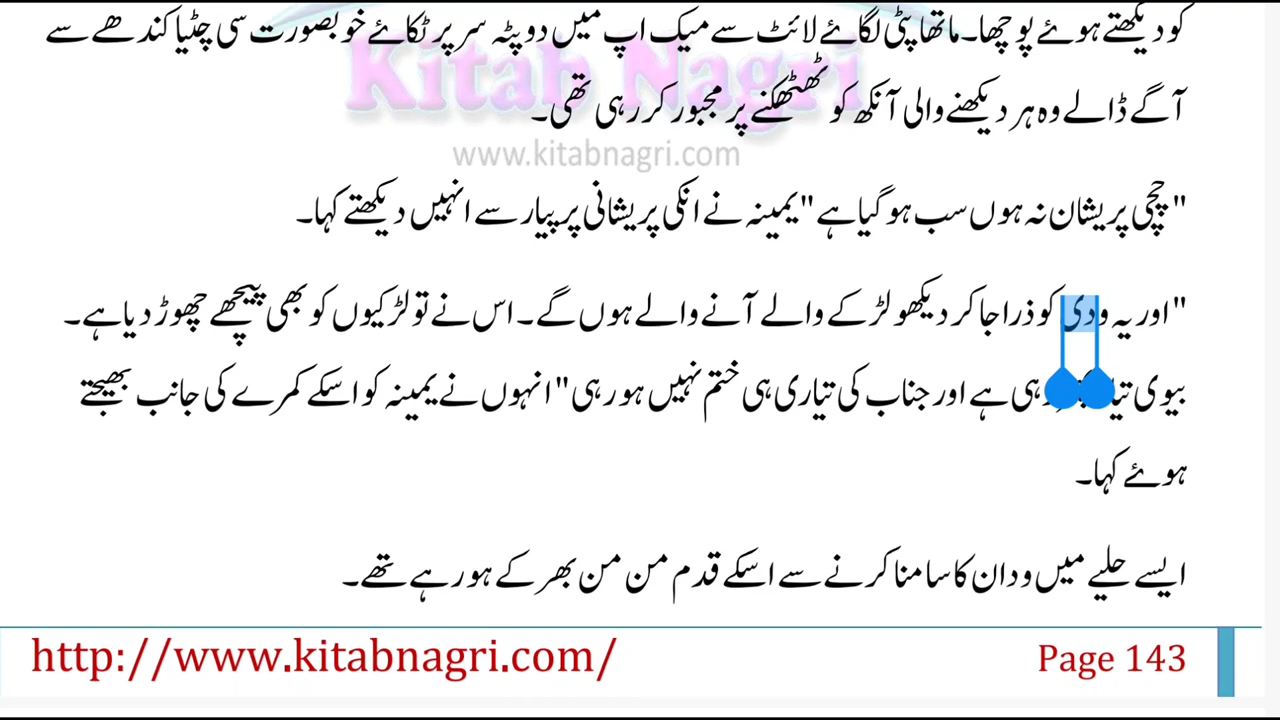 کو دیکھتے ہوئے پوچھا۔ ماتھا پٹی لگائے لائٹ سے میک اپ میں دوپٹہ سر پر ٹکائے خوبصورت سی چٹیا کندھے سے
آگے ڈالے وہ ہر دیکھنے والی آنکھ کو ٹھٹھکنے پر مجبور کر رہی تھی۔
Kitab Nagri
www.kitabnagri.com
"چچی پریشان نہ ہوں سب ہو گیا ہے" یمینہ نے انکی پریشانی پر پیار سے انہیں دیکھتے کہا۔
"اور یہ ودی کو ذرا جا کر دیکھو لڑکے والے آنے والے ہوں گے۔ اس نے تو لڑکیوں کو بھی پیچھے چھوڑ دیا ہے۔
بیوی ہی ہے اور جناب کی تیاری ہی ختم نہیں ہو رہی" انہوں نے یمینہ کو اسکے کمرے کی جانب بھیجتے
ہوئے کہا۔
ایسے حلیے میں ودان کا سامنا کرنے سے اسکے قدم من من بھر کے ہو رہے تھے۔
http://www.kitabnagri.com/ Page 143